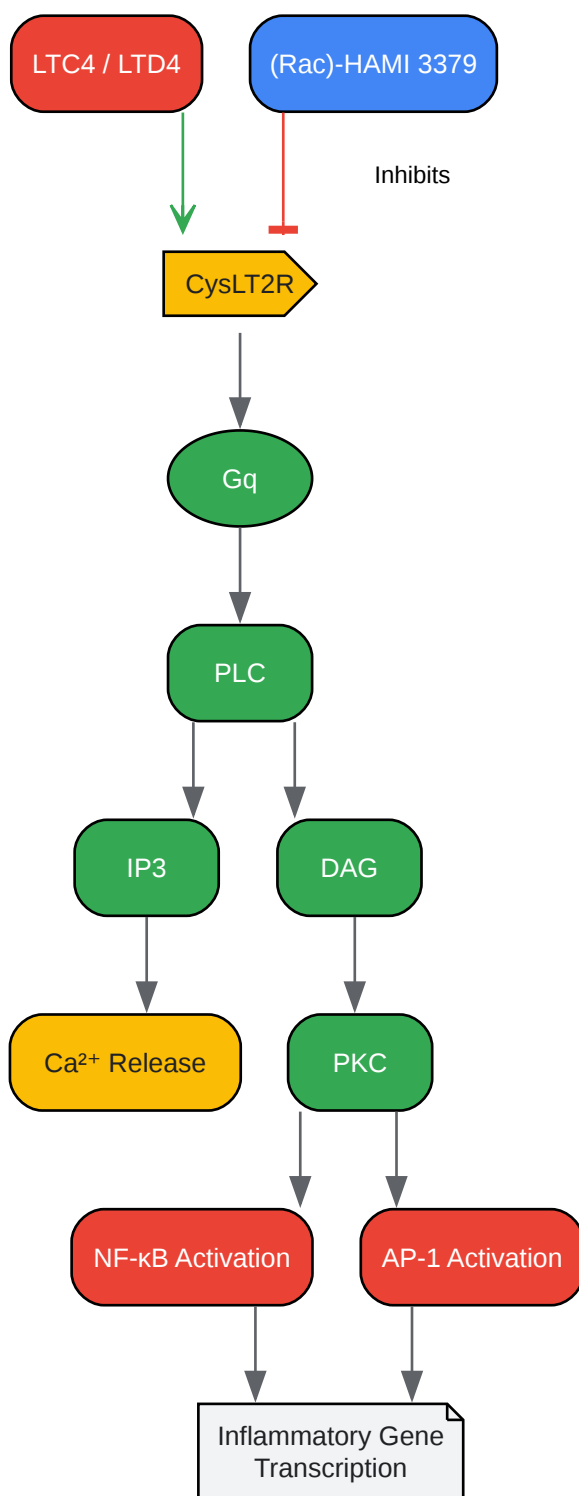 LTC4 / LTD4
(Rac)-HAMI 3379
Inhibits
CysLT2R
Gq
PLC
IP3
DAG
Ca²⁺ Release
PKC
NF-κB Activation
AP-1 Activation
Inflammatory Gene
Transcription